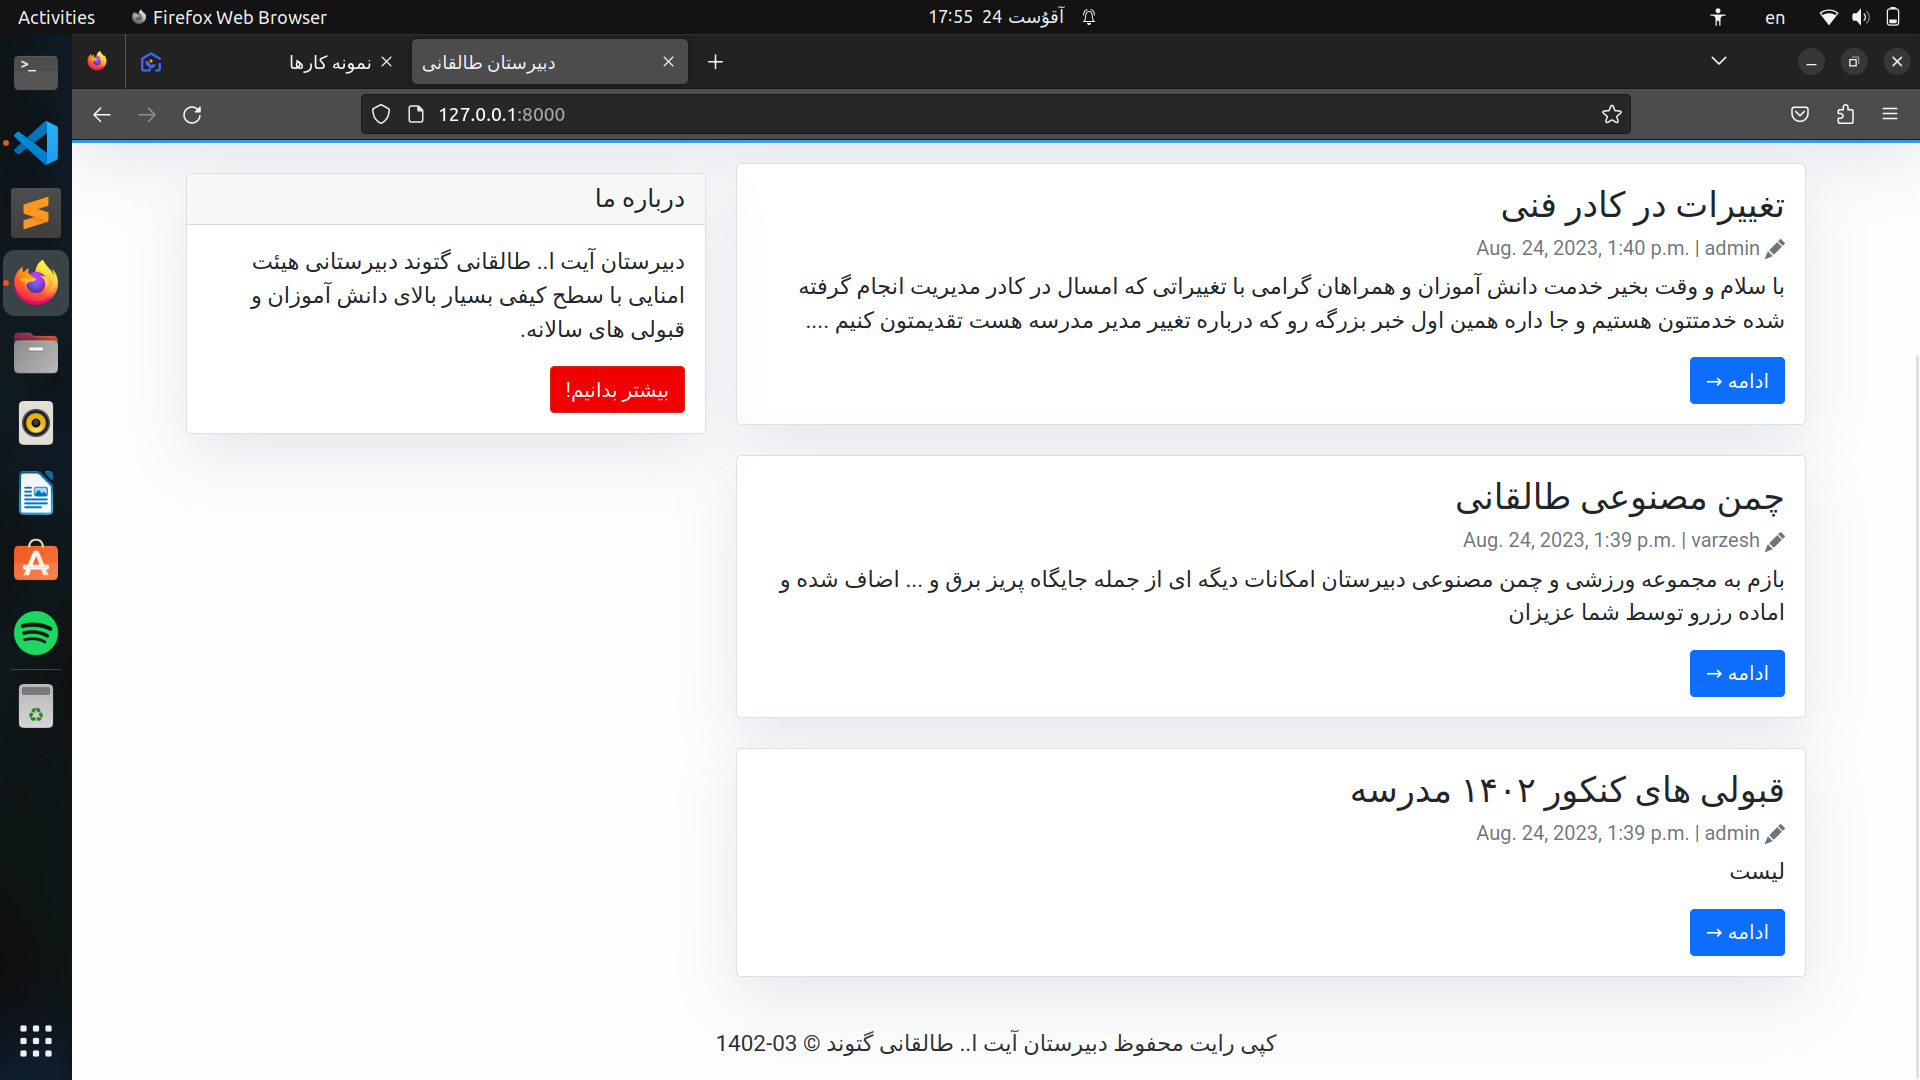 Activities
Firefox Web Browser
17:55 24 آقۇست
en
نمونه کارها
دبیرستان طالقانی
127.0.0.1:8000
تغییرات در کادر فنی
Aug. 24, 2023, 1:40 p.m. | admin
با سلام و وقت بخیر خدمت دانش آموزان و همراهان گرامی با تغییراتی که امسال در کادر مدیریت انجام گرفته
شده خدمتتون هستیم و جا داره همین اول خبر بزرگه رو که درباره تغییر مدیر مدرسه هست تقدیمتون کنیم ....
ادامه →
چمن مصنوعی طالقانی
Aug. 24, 2023, 1:39 p.m. | varzesh
بازم به مجموعه ورزشی و چمن مصنوعی دبیرستان امکانات دیگه ای از جمله جایگاه پریز برق و ... اضاف شده و
اماده رزرو توسط شما عزیزان
ادامه →
قبولی های کنکور ۱۴۰۲ مدرسه
Aug. 24, 2023, 1:39 p.m. | admin
لیست
ادامه →
درباره ما
دبیرستان آیت ا.. طالقانی گتوند دبیرستانی هیئت
امنایی با سطح کیفی بسیار بالای دانش آموزان و
قبولی های سالانه.
بیشتر بدانیم!
کپی رایت محفوظ دبیرستان آیت ا.. طالقانی گتوند © 03-1402